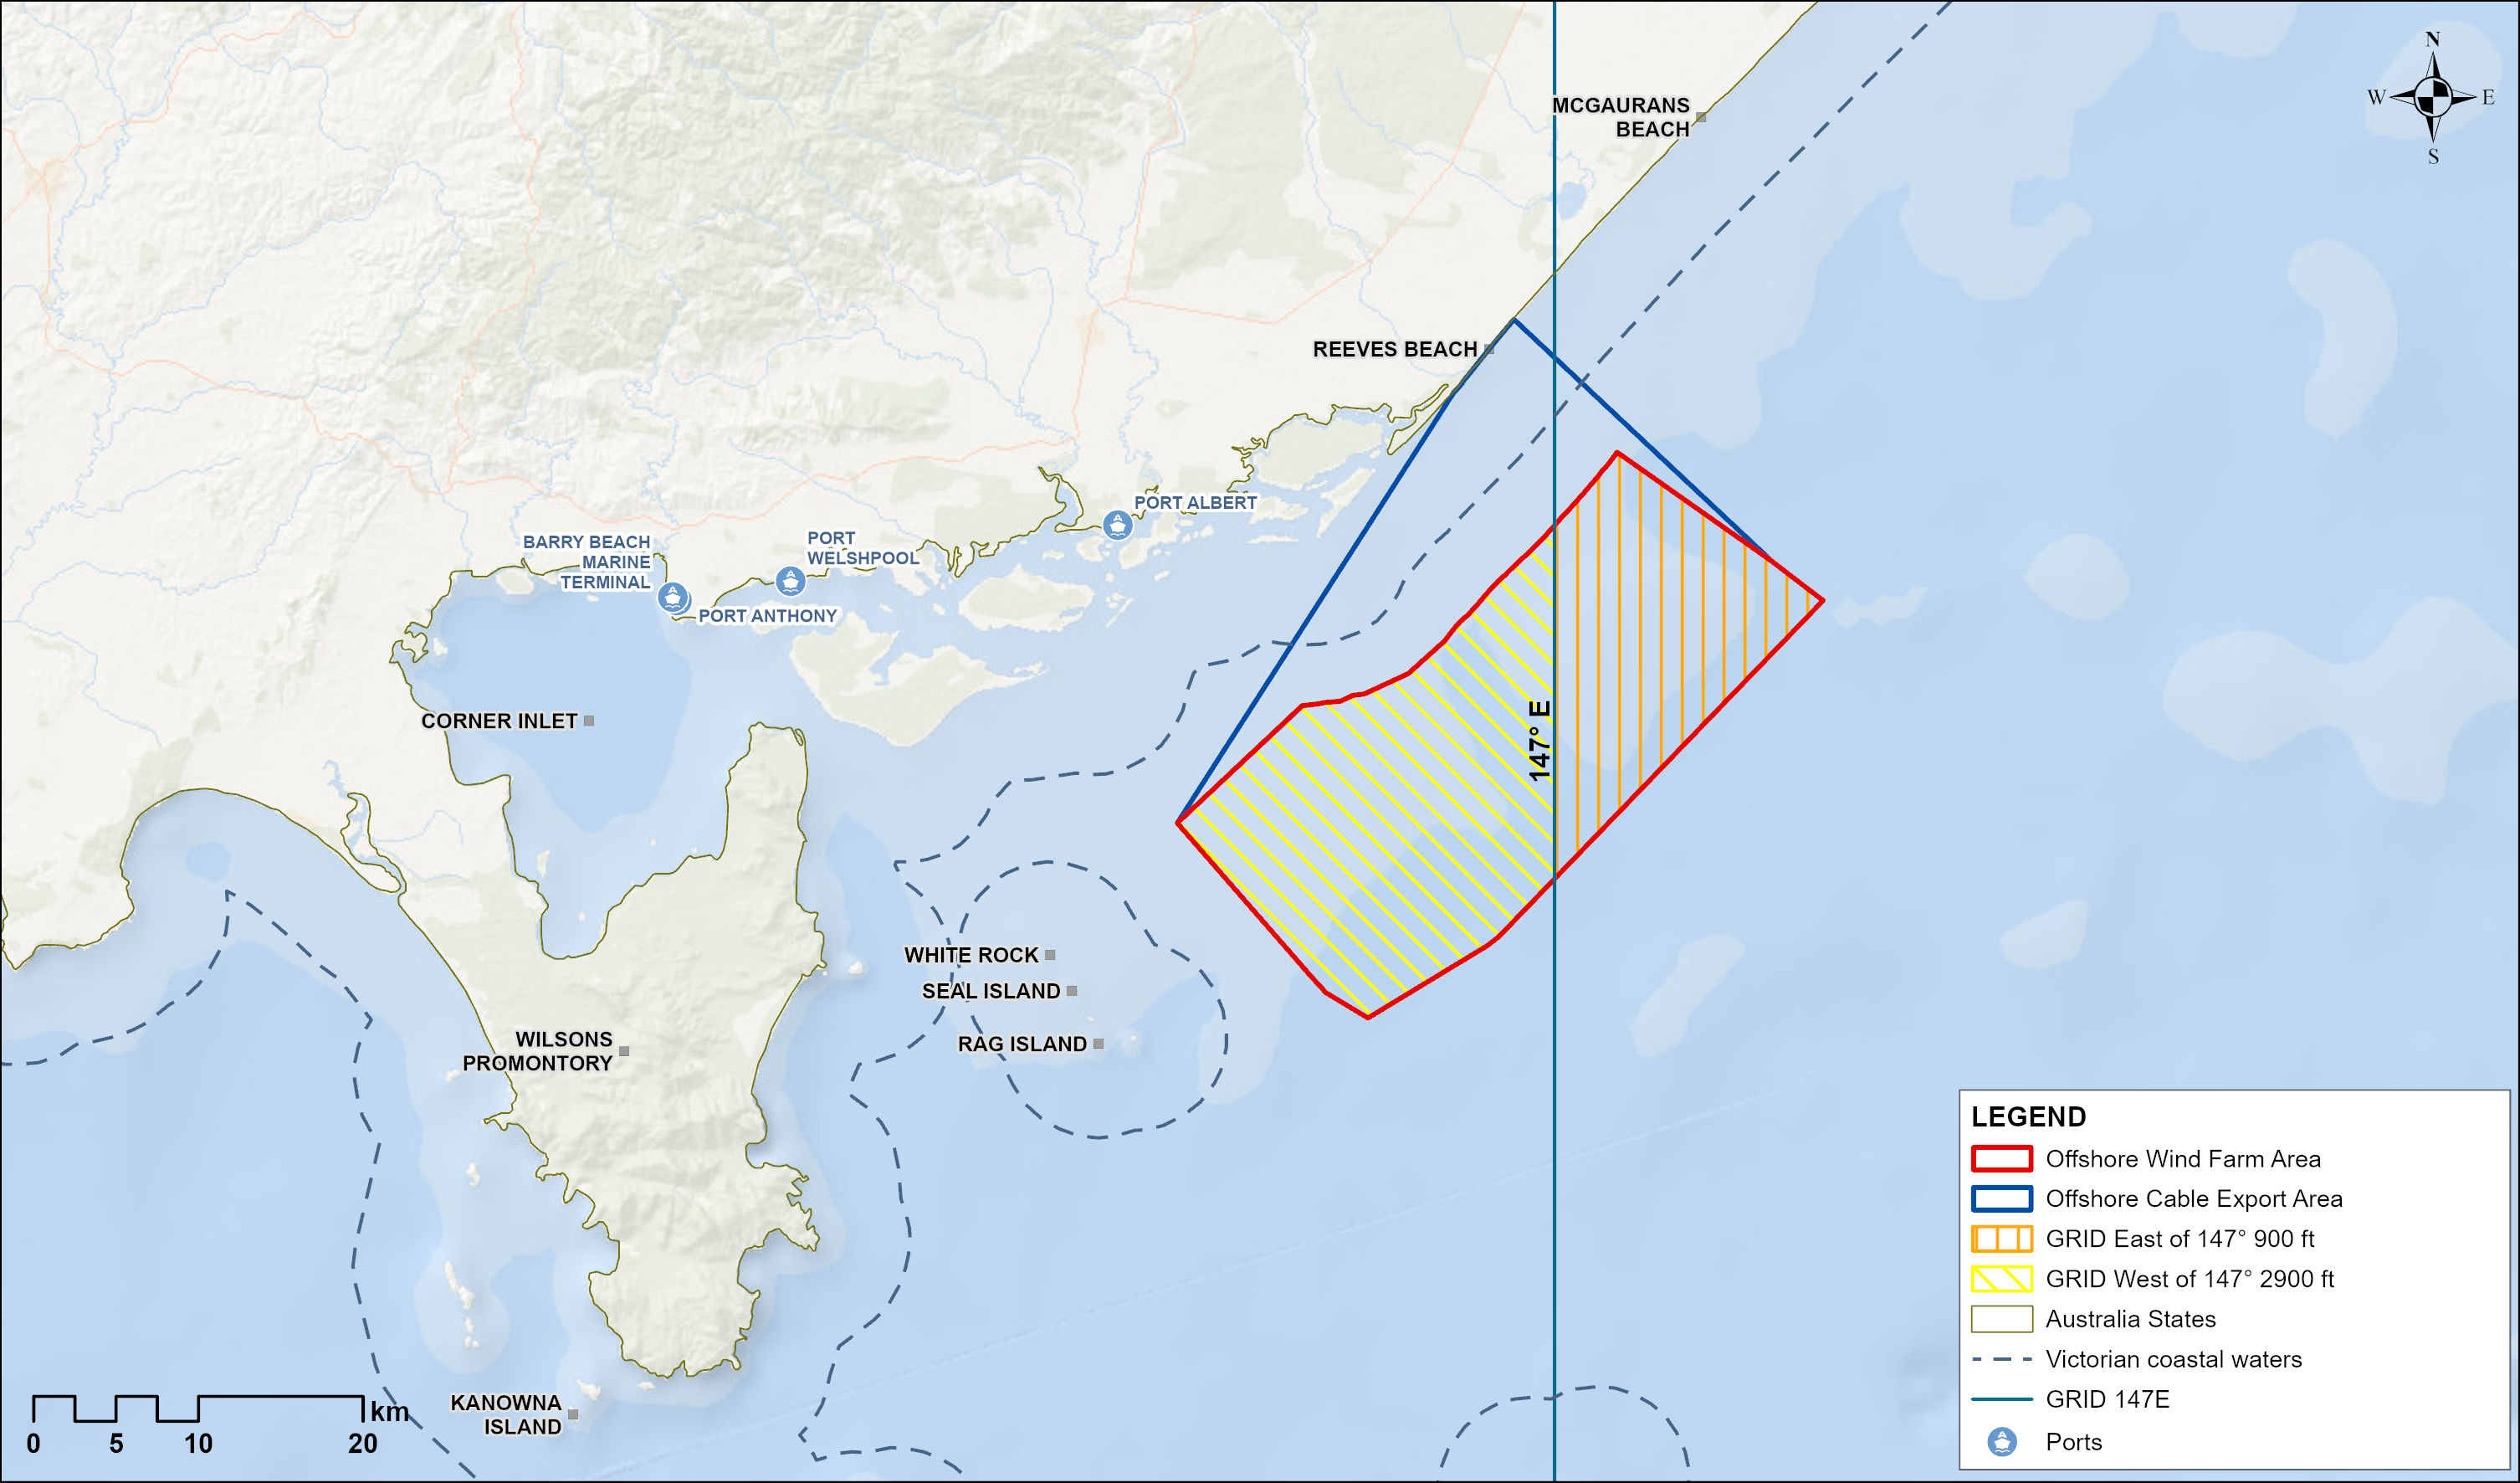 N
W
E
S
MCGAURANS
BEACH
REEVES BEACH
PORT ALBERT
BARRY BEACH
MARINE
TERMINAL
PORT
WELSHPOOL
PORT ANTHONY
CORNER INLET
147° E
WHITE ROCK
SEAL ISLAND
RAG ISLAND
WILSONS
PROMONTORY
KANOWNA
ISLAND
km
0 5 10 20
LEGEND
Offshore Wind Farm Area
Offshore Cable Export Area
GRID East of 147° 900 ft
GRID West of 147° 2900 ft
Australia States
Victorian coastal waters
GRID 147E
Ports